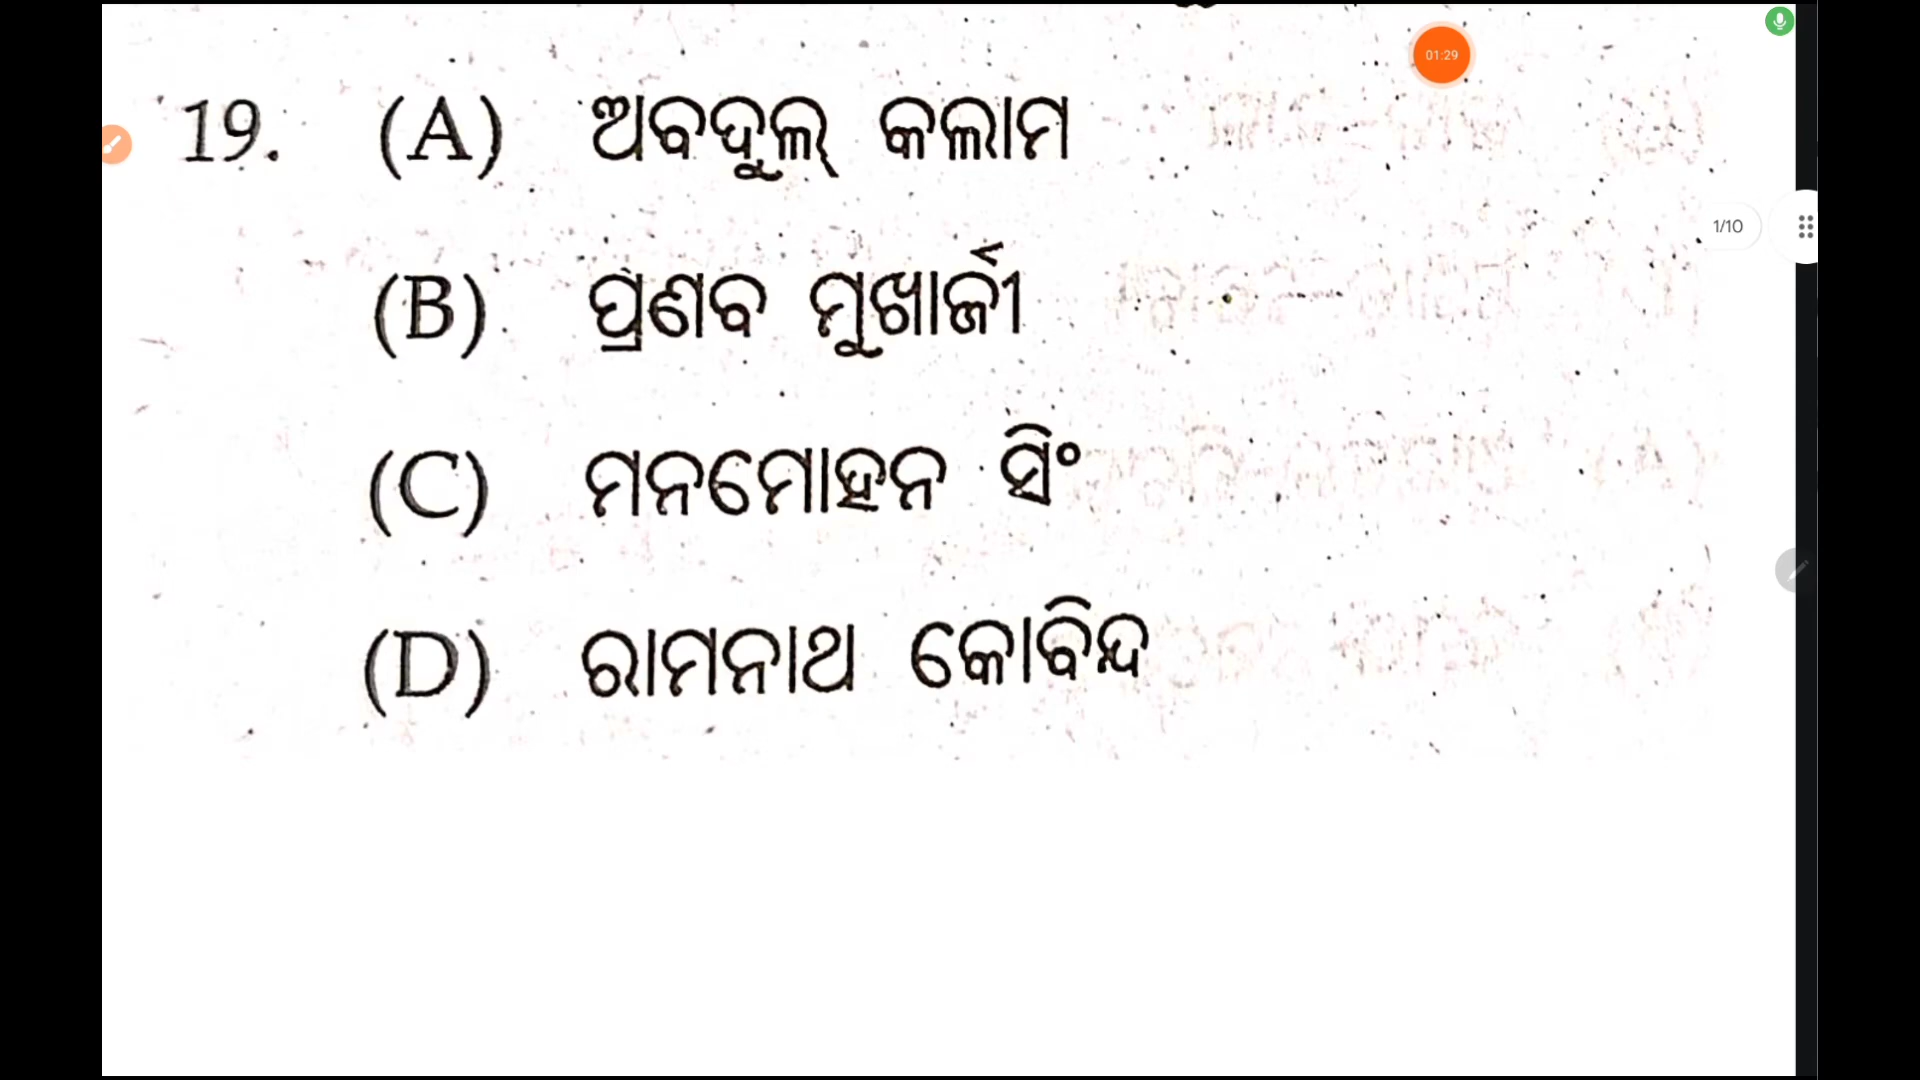 01:29
19. (A) ଅବଦୁଲ୍ କଲାମ
1/10
(B) ପ୍ରଣବ ମୁଖାର୍ଜୀ
(C) ମନମୋହନ ସିଂ
(D) ରାମନାଥ କୋବିନ୍ଦ